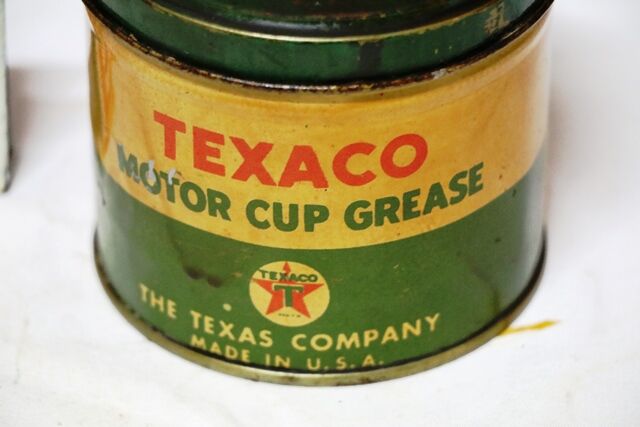 TEXACO
MOTOR CUP GREASE
TEXACO
T
THE TEXAS COMPANY
MADE IN U.S.A.